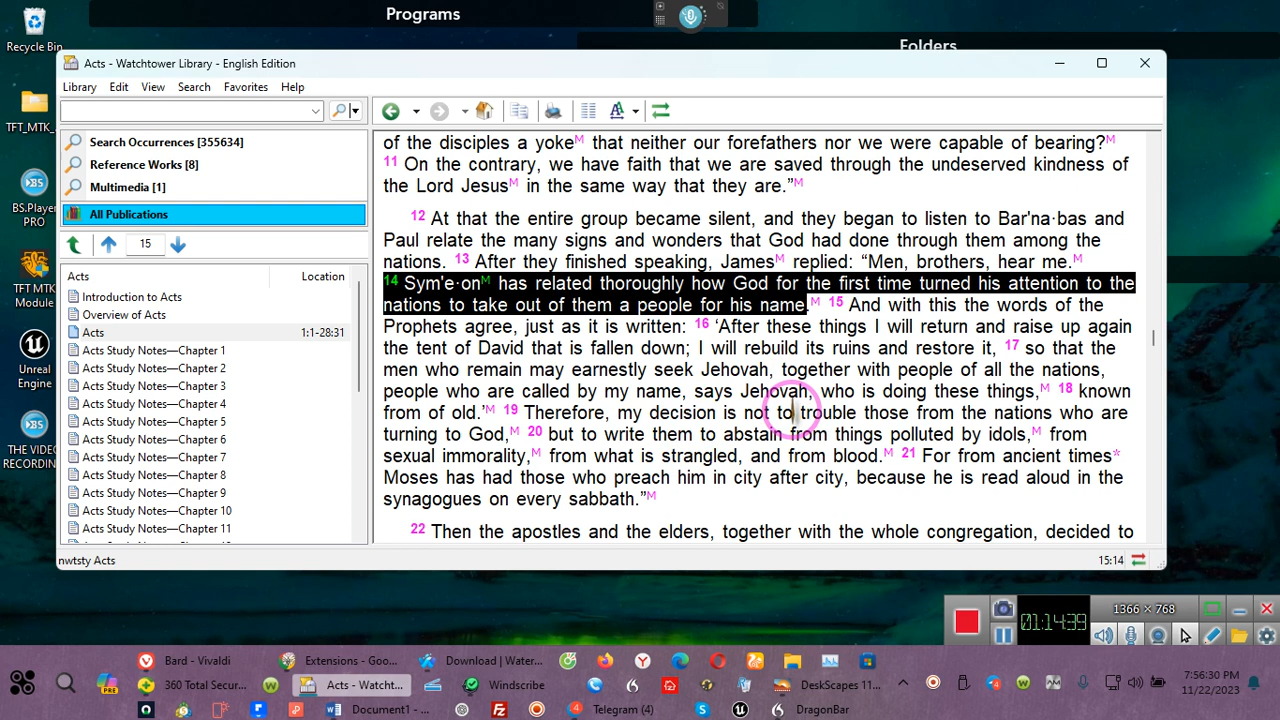 Programs
Folders
Recycle Bin
TFT_MTK_
BS.Player
PRO
TFT MTK
Module
Unreal
Engine
THE VIDEO
RECORDIN
Acts - Watchtower Library - English Edition
Library Edit View Search Favorites Help
Search Occurrences [355634]
Reference Works [8]
Multimedia [1]
All Publications
15
Acts Location
Introduction to Acts
Overview of Acts
Acts 1:1-28:31
Acts Study Notes—Chapter 1
Acts Study Notes—Chapter 2
Acts Study Notes—Chapter 3
Acts Study Notes—Chapter 4
Acts Study Notes—Chapter 5
Acts Study Notes—Chapter 6
Acts Study Notes—Chapter 7
Acts Study Notes—Chapter 8
Acts Study Notes—Chapter 9
Acts Study Notes—Chapter 10
Acts Study Notes—Chapter 11
of the disciples a yokeM that neither our forefathers nor we were capable of bearing?M
11 On the contrary, we have faith that we are saved through the undeserved kindness of
the Lord JesusM in the same way that they are.”M
12 At that the entire group became silent, and they began to listen to Bar′na·bas and
Paul relate the many signs and wonders that God had done through them among the
nations. 13 After they finished speaking, JamesM replied: “Men, brothers, hear me.M
14 Sym′e·onM has related thoroughly how God for the first time turned his attention to the
nations to take out of them a people for his name.M 15 And with this the words of the
Prophets agree, just as it is written: 16 ‘After these things I will return and raise up again
the tent of David that is fallen down; I will rebuild its ruins and restore it, 17 so that the
men who remain may earnestly seek Jehovah, together with people of all the nations,
people who are called by my name, says Jehovah, who is doing these things,M 18 known
from of old.’M 19 Therefore, my decision is not to trouble those from the nations who are
turning to God,M 20 but to write them to abstain from things polluted by idols,M from
sexual immorality,M from what is strangled, and from blood.M 21 For from ancient times*
Moses has had those who preach him in city after city, because he is read aloud in the
synagogues on every sabbath.”M
22 Then the apostles and the elders, together with the whole congregation, decided to
nwtsty Acts 15:14
01:14:39 1366 × 768
Bard - Vivaldi Extensions - Goo... Download | Water...
360 Total Secur... Acts - Watcht... Windscribe DeskScapes 11...
Document1 - ... Telegram (4) DragonBar
PRE
7:56:30 PM
11/22/2023